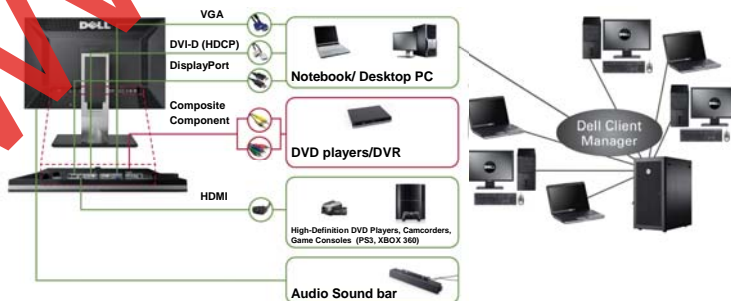 VGA
DELL
DVI-D (HDCP)
DisplayPort
Notebook/ Desktop PC
Composite
Component
DVD players/DVR
HDMI
High-Definition DVD Players, Camcorders,
Game Consoles (PS3, XBOX 360)
Audio Sound bar
Dell Client
Manager